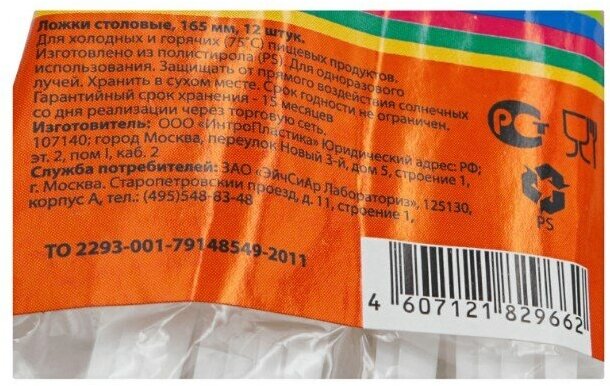 Ложки столовые, 165 мм, 12 штук.
Для холодных и горячих (75°С) пищевых продуктов.
Изготовлено из полистирола (PS). Для одноразового
использования. Защищать от прямого воздействия солнечных
лучей. Хранить в сухом месте. Срок годности не ограничен.
Гарантийный срок хранения - 15 месяцев
со дня реализации через торговую сеть.
Изготовитель: ООО «ИнтроПластика» Юридический адрес: РФ;
107140; город Москва, переулок Новый 3-й, дом 5, строение 1,
эт. 2, пом I, каб. 2
Служба потребителей: ЗАО «ЭйчСиАр Лабораториз», 125130,
г. Москва. Старопетровский проезд, д. 11, строение 1,
корпус А, тел.: (495)548-83-48
ТО 2293-001-79148549-2011
РСТ
PS
4 607121 829662